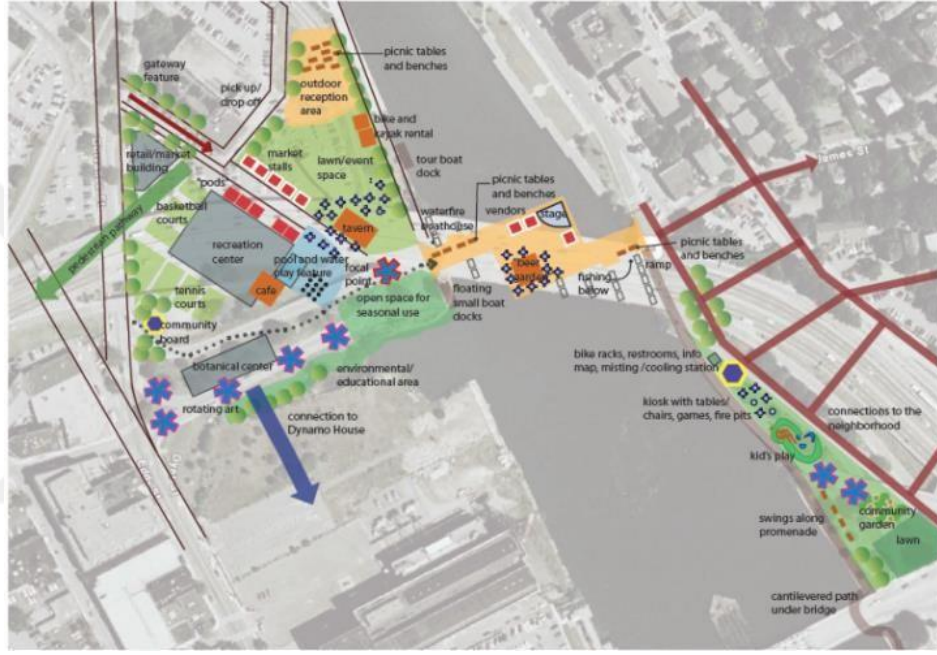 gateway
feature
pick up/
drop off
picnic tables
and benches
outdoor
reception
area
bike and
kayak rental
retail/market
building
market
stalls
lawn/event
space
tour boat
dock
James St
"pods"
basketball
courts
picnic tables
and benches
vendors
stage
waterfire
boathouse
tavern
pedestrian pathway
recreation
center
pool and water
play feature
focal
point
beer
garden
picnic tables
and benches
ramp
fishing
below
cafe
tennis
courts
open space for
seasonal use
floating
small boat
docks
community
board
botanical center
environmental/
educational area
rotating art
connection to
Dynamo House
bike racks, restrooms, info
map, misting /cooling station
kiosk with tables/
chairs, games, fire pits
connections to the
neighborhood
kid's play
swings along
promenade
community
garden
lawn
cantilevered path
under bridge